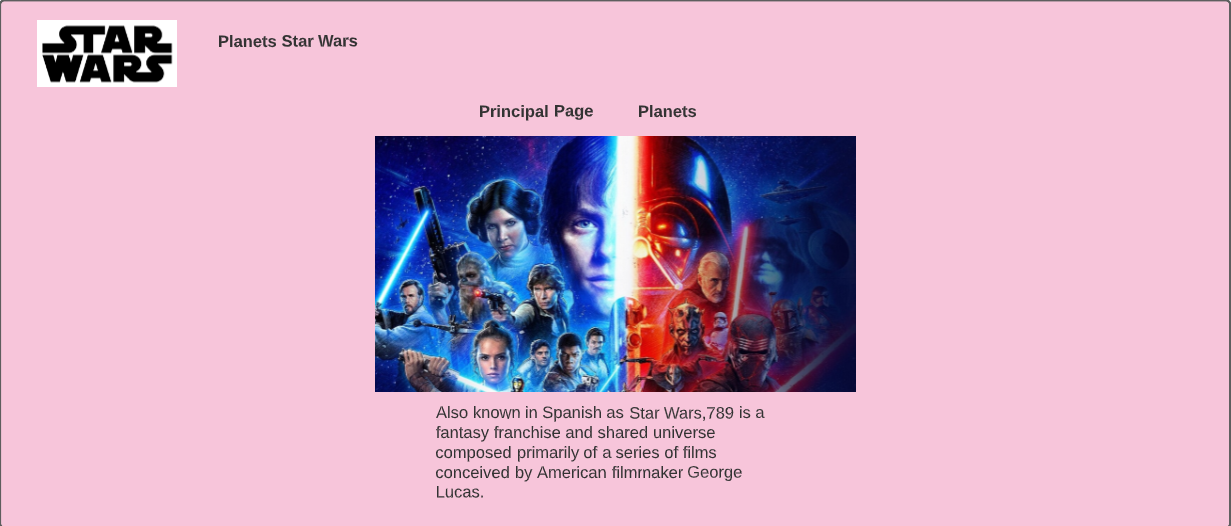 STAR
WARS
Planets Star Wars
Principal Page
Planets
Also known in Spanish as Star Wars,789 is a
fantasy franchise and shared universe
composed primarily of a series of films
conceived by American filmrnaker George
Lucas.